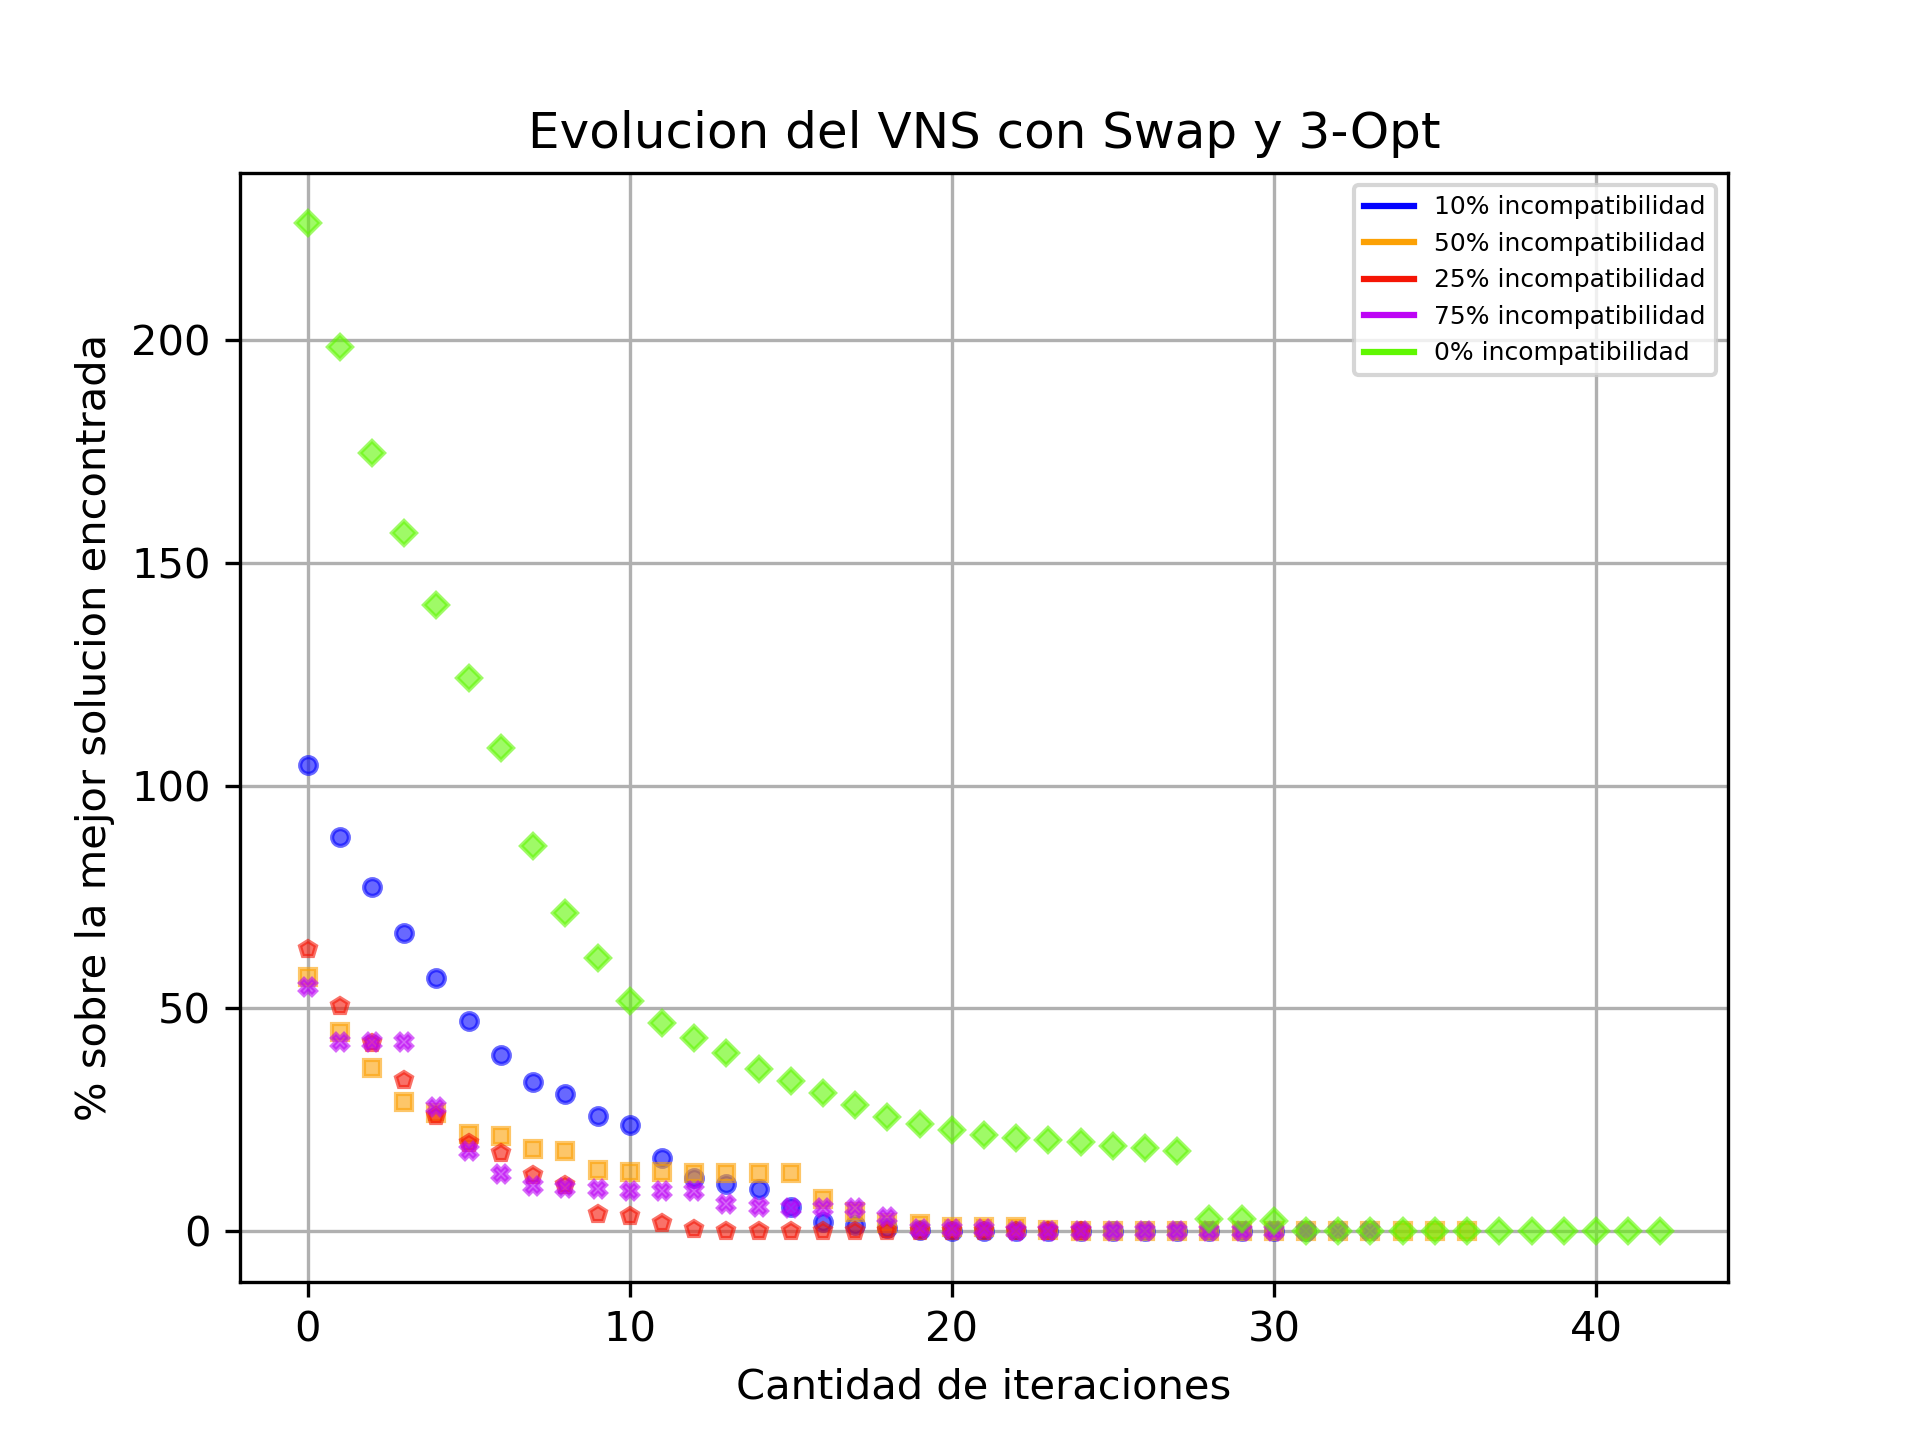 Evolucion del VNS con Swap y 3-Opt
10% incompatibilidad
50% incompatibilidad
25% incompatibilidad
75% incompatibilidad
0% incompatibilidad
% sobre la mejor solucion encontrada
200
150
100
50
0
0 10 20 30 40
Cantidad de iteraciones